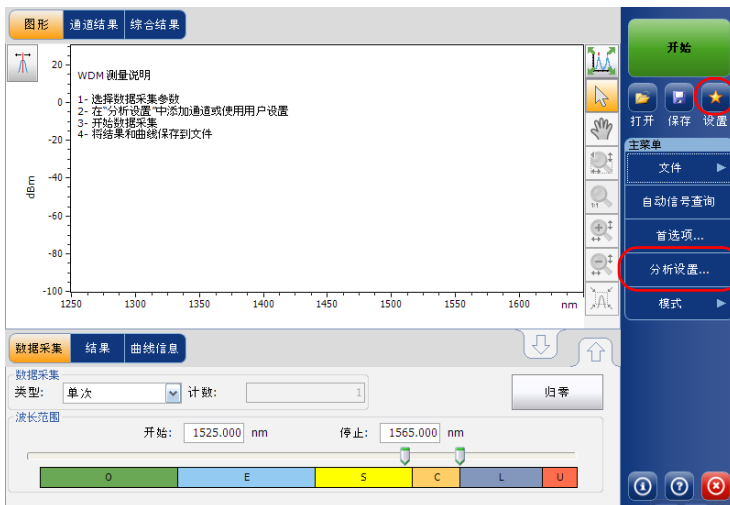 图形 通道结果 综合结果
开始
打开 保存 设置
主菜单
文件
自动信号查询
首选项...
分析设置...
模式
WDM 测量说明
1- 选择数据采集参数
2- 在“分析设置”中添加通道或使用用户设置
3- 开始数据采集
4- 将结果和曲线保存到文件
dBm
20
0
-20
-40
-60
-80
-100
1250 1300 1350 1400 1450 1500 1550 1600 nm
1:1
数据采集 结果 曲线信息
数据采集
类型: 单次 计数: 1 归零
波长范围
开始: 1525.000 nm 停止: 1565.000 nm
O E S C L U